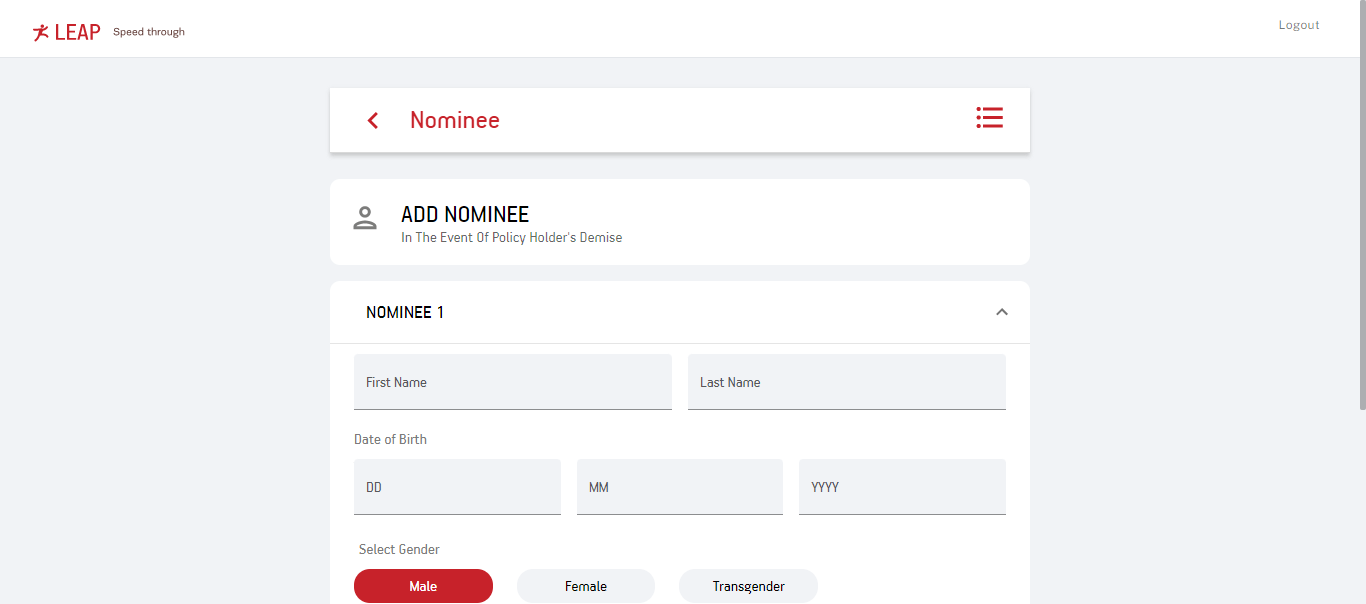 LEAP Speed through
Logout
Nominee
ADD NOMINEE
In The Event Of Policy Holder's Demise
NOMINEE 1
First Name Last Name
Date of Birth
DD MM YYYY
Select Gender
Male Female Transgender